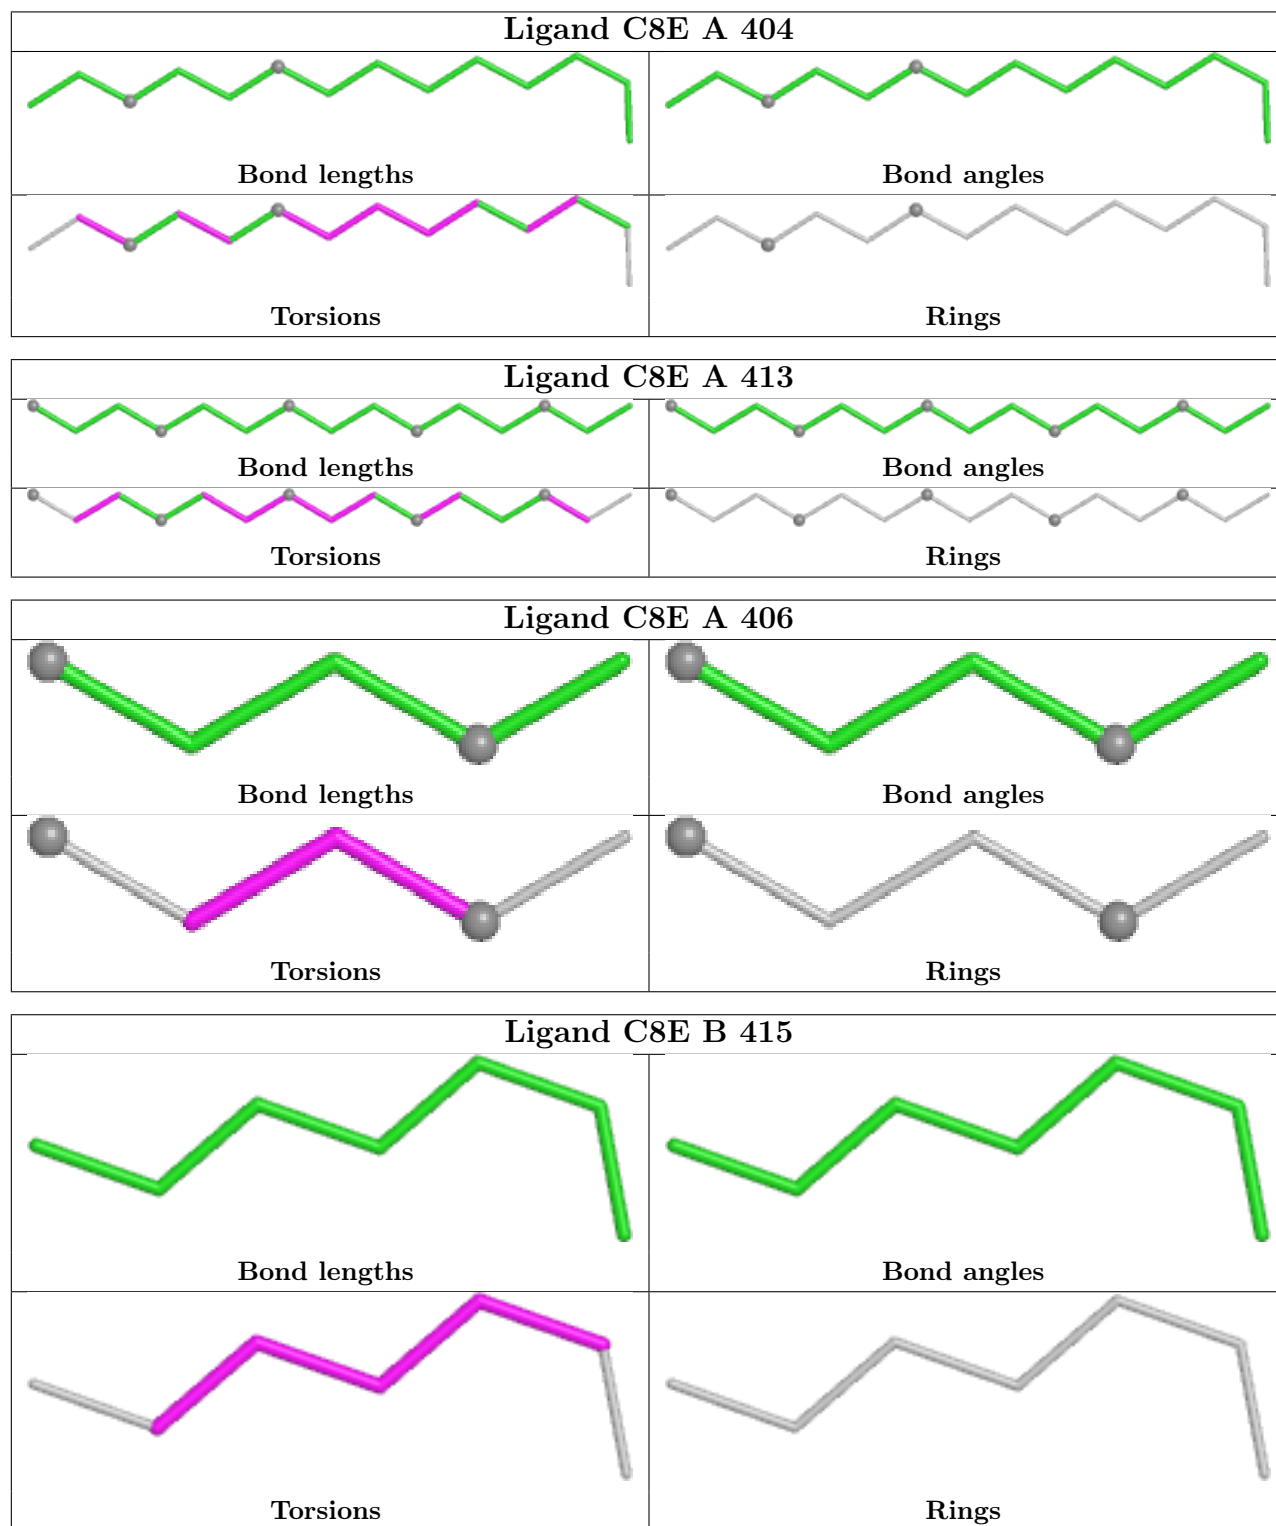 Ligand C8E A 404
Bond lengths
Bond angles
Torsions
Rings
Ligand C8E A 413
Bond lengths
Bond angles
Torsions
Rings
Ligand C8E A 406
Bond lengths
Bond angles
Torsions
Rings
Ligand C8E B 415
Bond lengths
Bond angles
Torsions
Rings